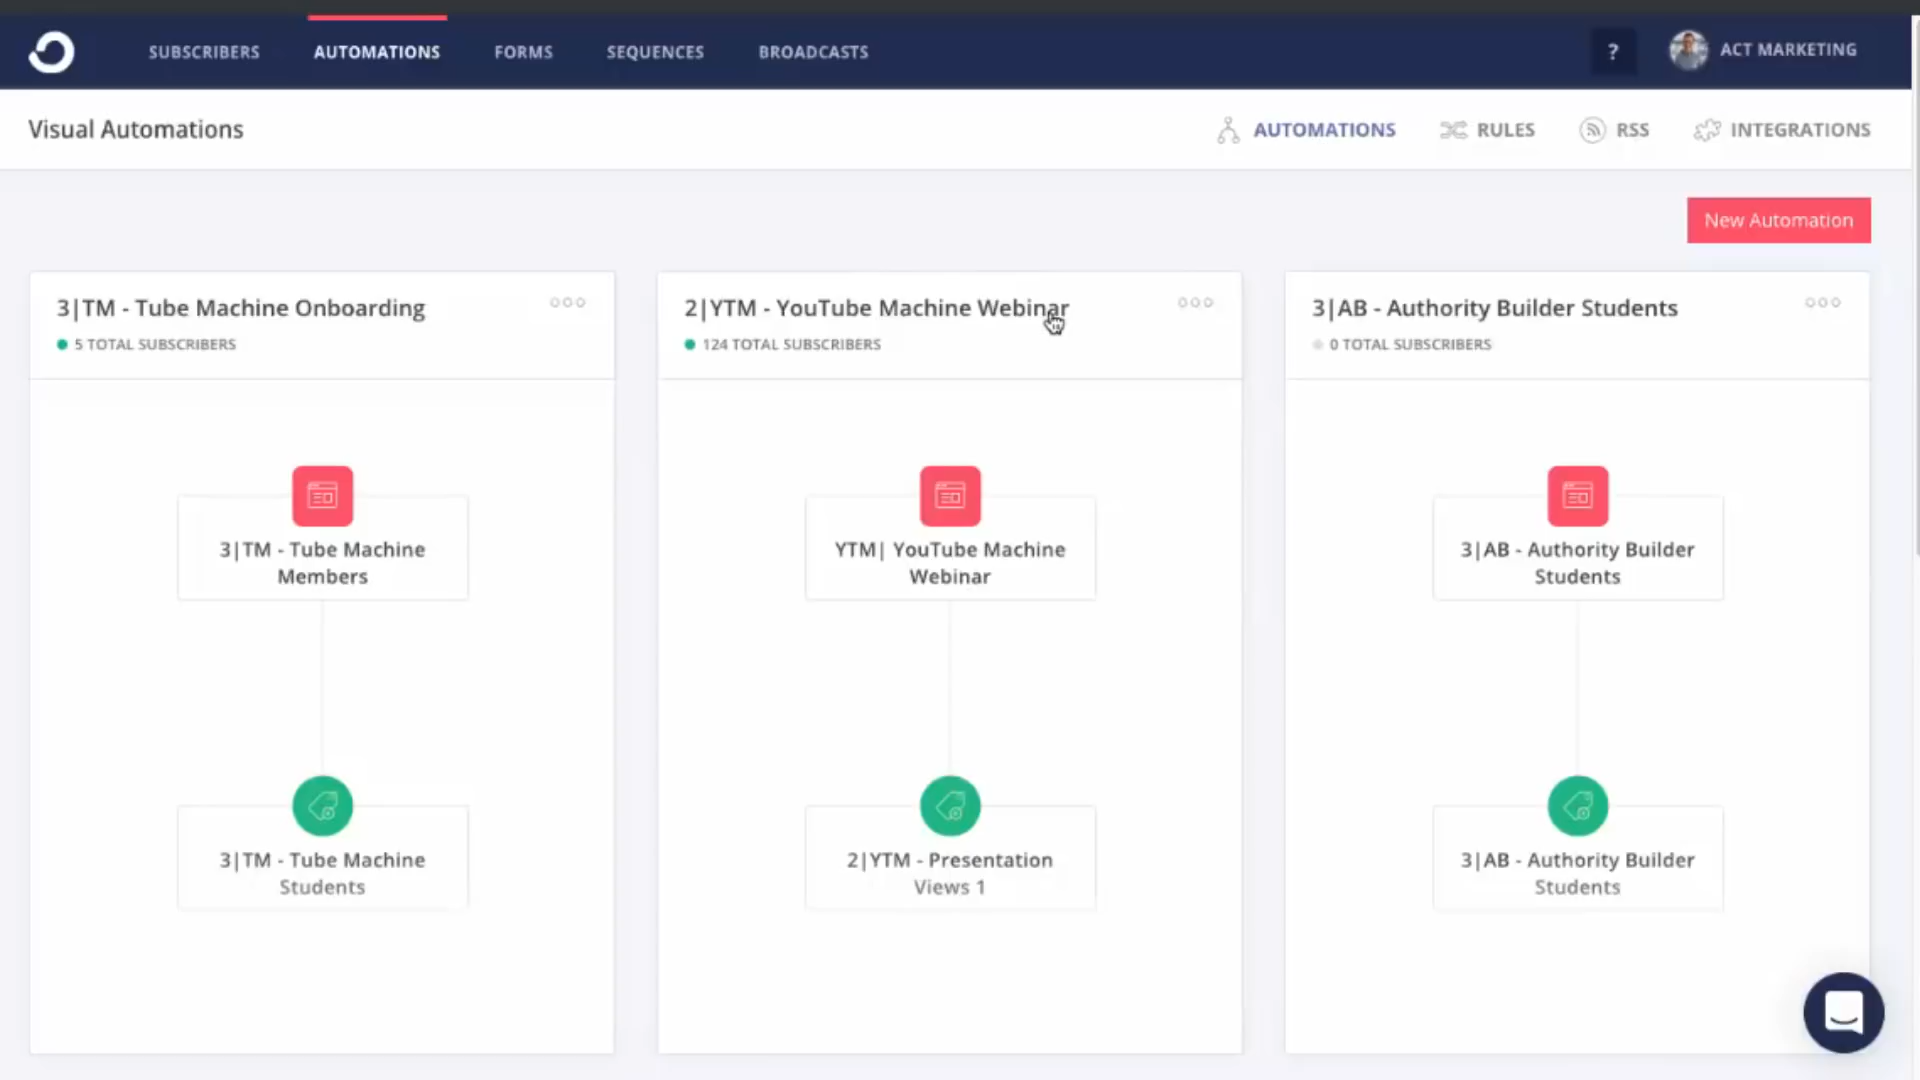 SUBSCRIBERS AUTOMATIONS FORMS SEQUENCES BROADCASTS ? ACT MARKETING
Visual Automations AUTOMATIONS RULES RSS INTEGRATIONS
New Automation
3|TM - Tube Machine Onboarding
5 TOTAL SUBSCRIBERS
3|TM - Tube Machine
Members
3|TM - Tube Machine
Students
2|YTM - YouTube Machine Webinar
124 TOTAL SUBSCRIBERS
YTM| YouTube Machine
Webinar
2|YTM - Presentation
Views 1
3|AB - Authority Builder Students
0 TOTAL SUBSCRIBERS
3|AB - Authority Builder
Students
3|AB - Authority Builder
Students